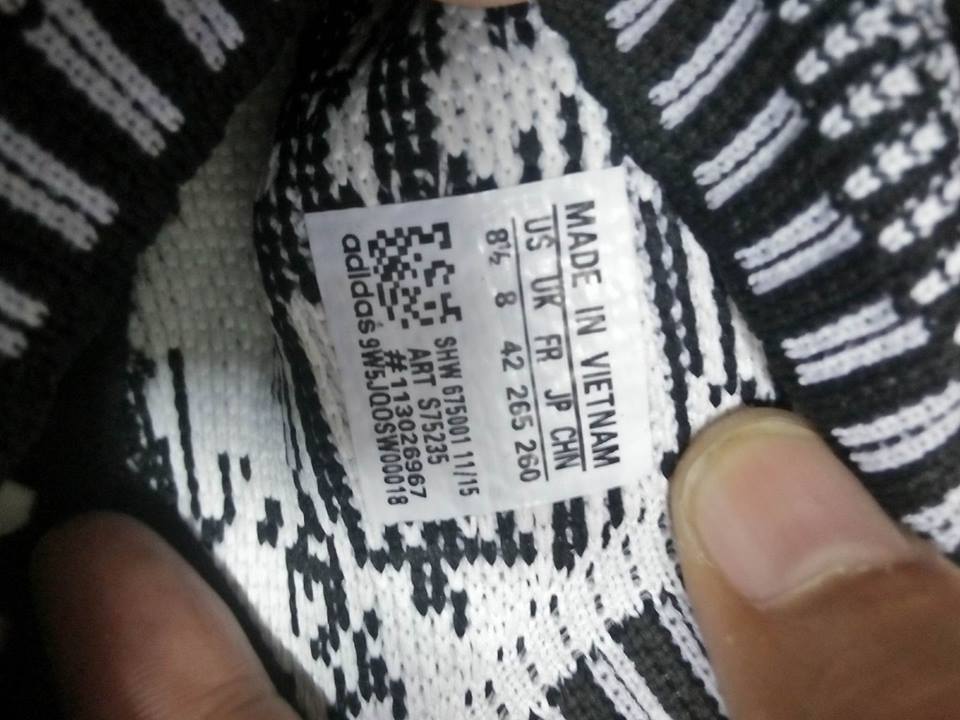 MADE IN VIETNAM
US UK FR JP CHN
8½ 8 42 265 260
SHW 675001 11/15
ART S75235
#113026967
adidas 9W5JQOSW00018